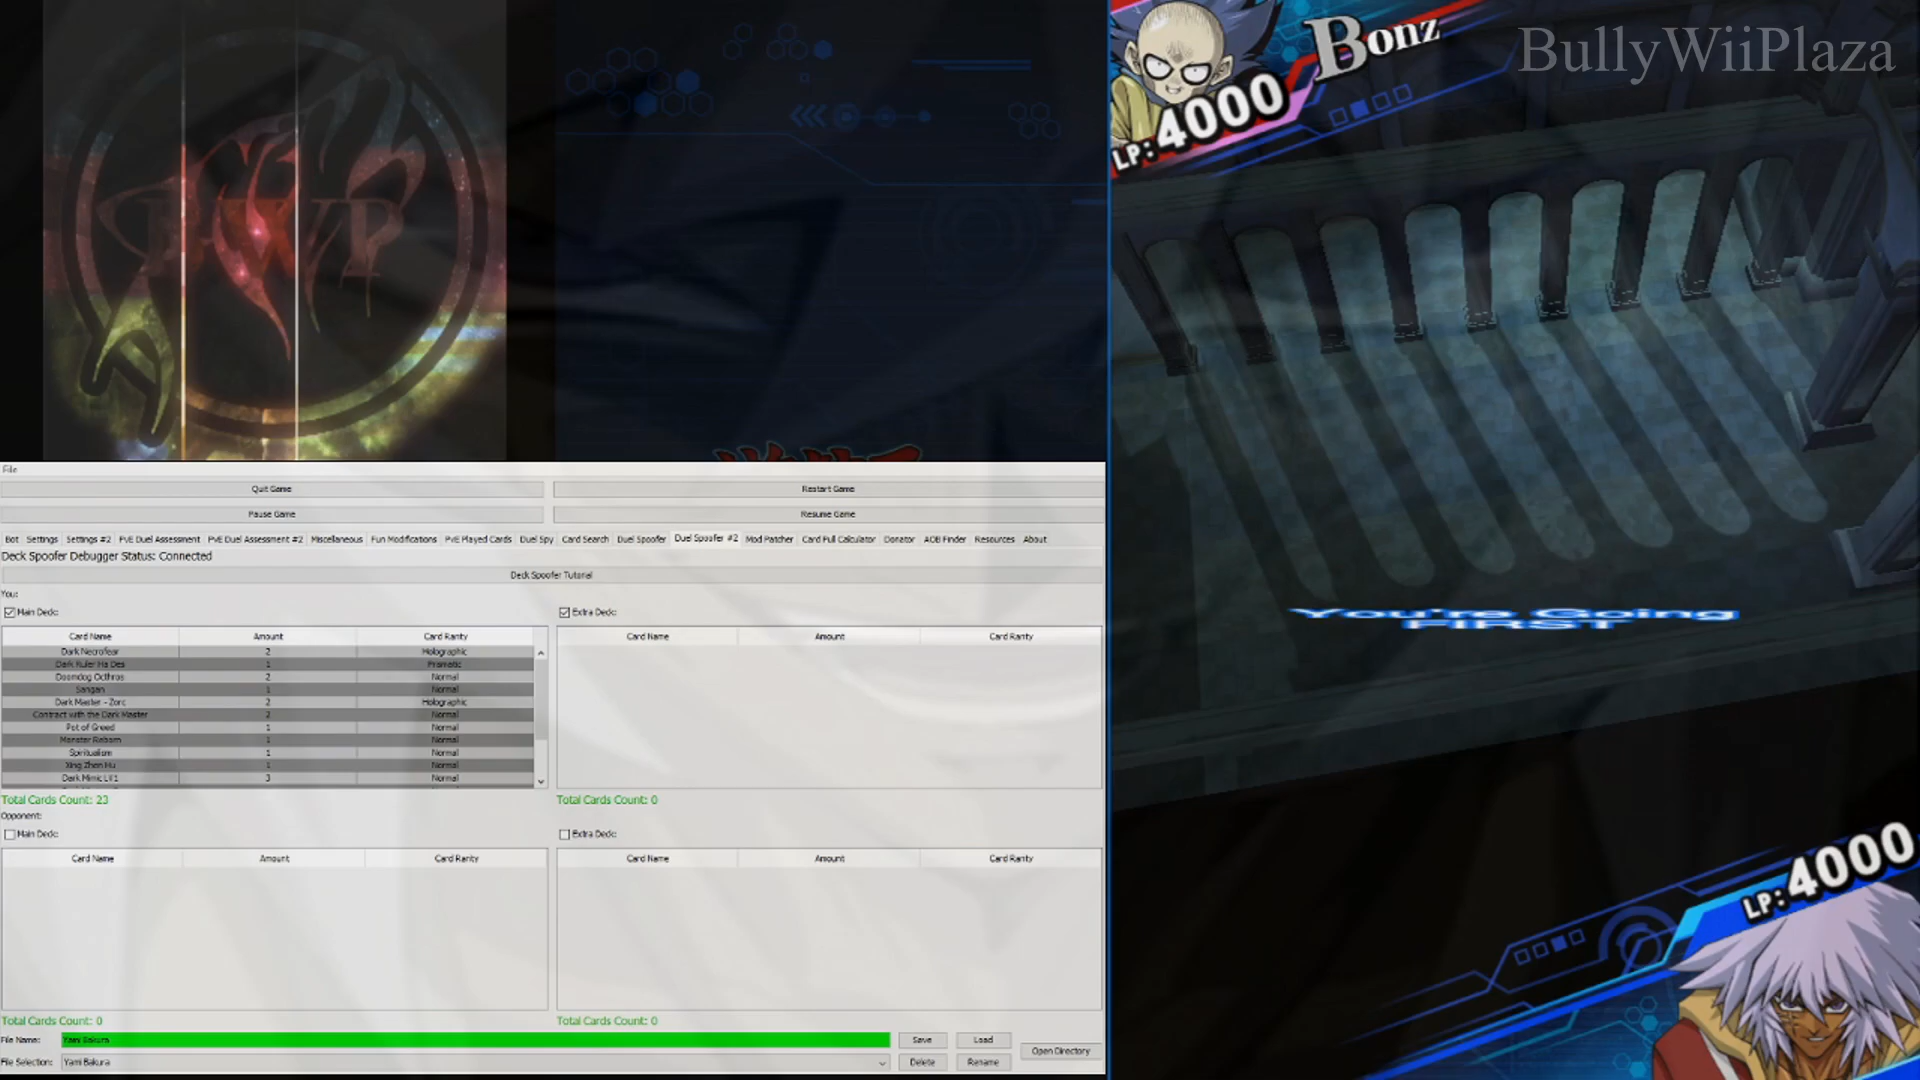 BWP
Bonz
BullyWiiPlaza
LP: 4000
You're Going
FIRST
LP: 4000
File
Quit Game
Restart Game
Pause Game
Resume Game
Bot Settings Settings #2 PvE Duel Assessment PvE Duel Assessment #2 Miscellaneous Fun Modifications PvE Played Cards Duel Spy Card Search Duel Spoofer Duel Spoofer #2 Mod Patcher Card Pull Calculator Donator AOB Finder Resources About
Deck Spoofer Debugger Status: Connected
Deck Spoofer Tutorial
You:
Main Deck:
Extra Deck:
Card Name Amount Card Rarity
Card Name Amount Card Rarity
Dark Necrofear 2 Holographic
Dark Ruler Ha Des 1 Prismatic
Doomdog Octhros 2 Normal
Sangan 1 Normal
Dark Master - Zorc 2 Holographic
Contract with the Dark Master 2 Normal
Pot of Greed 1 Normal
Monster Reborn 1 Normal
Spiritualism 1 Normal
Xing Zhen Hu 1 Normal
Dark Mimic LV1 3 Normal
Total Cards Count: 23
Total Cards Count: 0
Opponent:
Main Deck:
Extra Deck:
Card Name Amount Card Rarity
Card Name Amount Card Rarity
Total Cards Count: 0
Total Cards Count: 0
File Name: Yami Bakura
Save Load
Open Directory
File Selection: Yami Bakura
Delete Rename